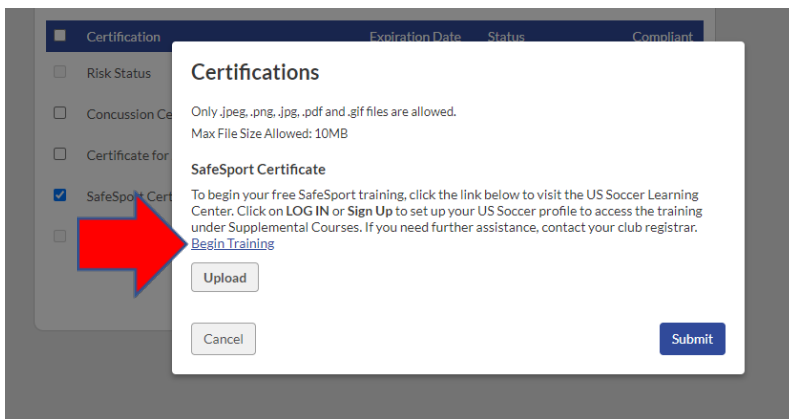 Certification Expiration Date Status Compliant
Risk Status
Concussion Ce
Certificate for
SafeSport Cert
Certifications
Only .jpeg, .png, .jpg, .pdf and .gif files are allowed.
Max File Size Allowed: 10MB
SafeSport Certificate
To begin your free SafeSport training, click the link below to visit the US Soccer Learning
Center. Click on LOG IN or Sign Up to set up your US Soccer profile to access the training
under Supplemental Courses. If you need further assistance, contact your club registrar.
Begin Training
Upload
Cancel
Submit